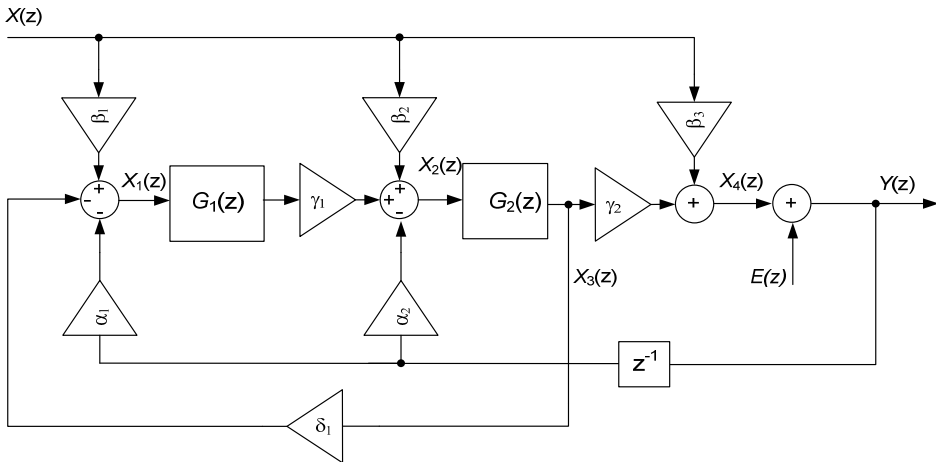 X(z)
β₁
β₂
β₃
X₁(z)
G₁(z)
γ₁
X₂(z)
G₂(z)
γ₂
X₄(z)
Y(z)
+
-
-
+
+
-
+
+
X₃(z)
E(z)
α₁
α₂
z⁻¹
δ₁